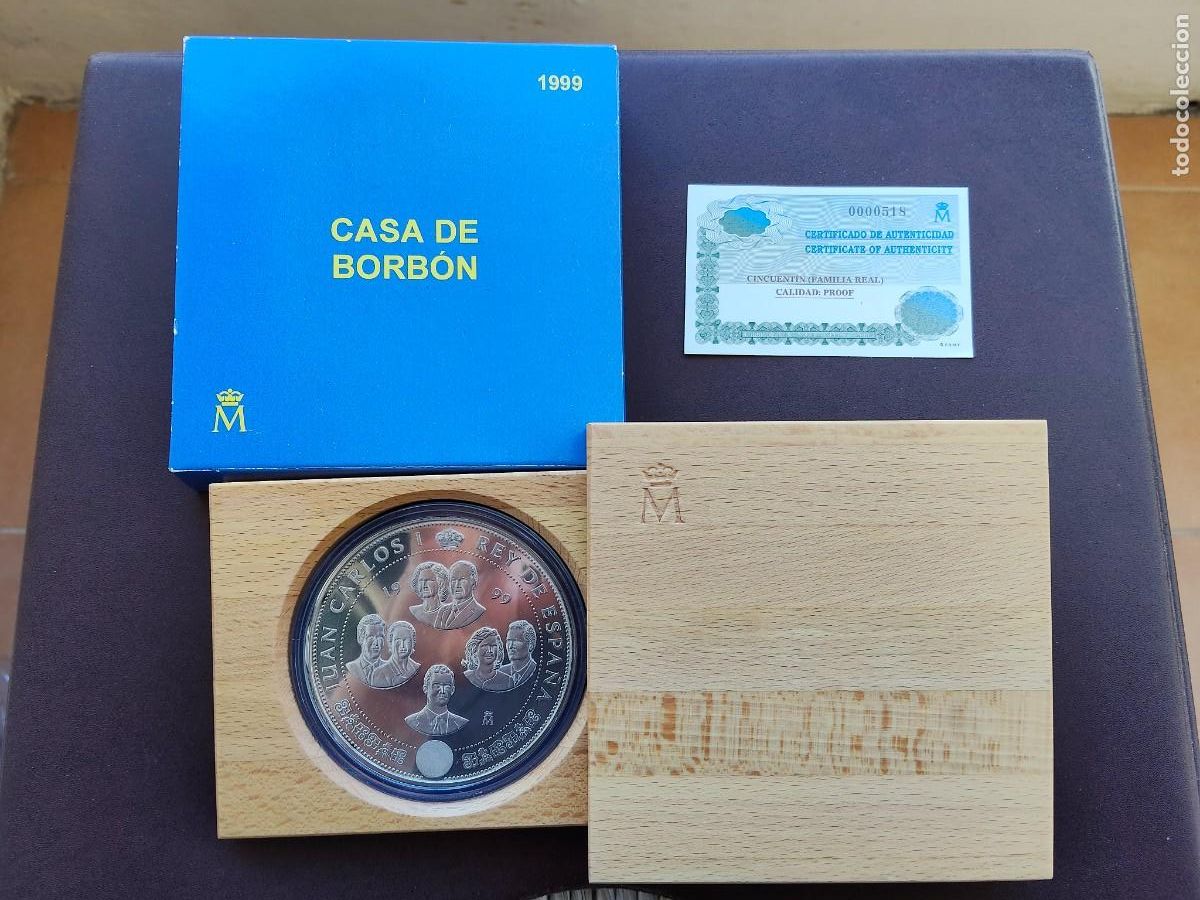 1999
CASA DE
BORBÓN
M
0000518
M
CERTIFICADO DE AUTENTICIDAD
CERTIFICATE OF AUTHENTICITY
CINCUENTÍN (FAMILIA REAL)
CALIDAD: PROOF
M
JUAN CARLOS I REY DE ESPAÑA
19 99
M
todocoleccion